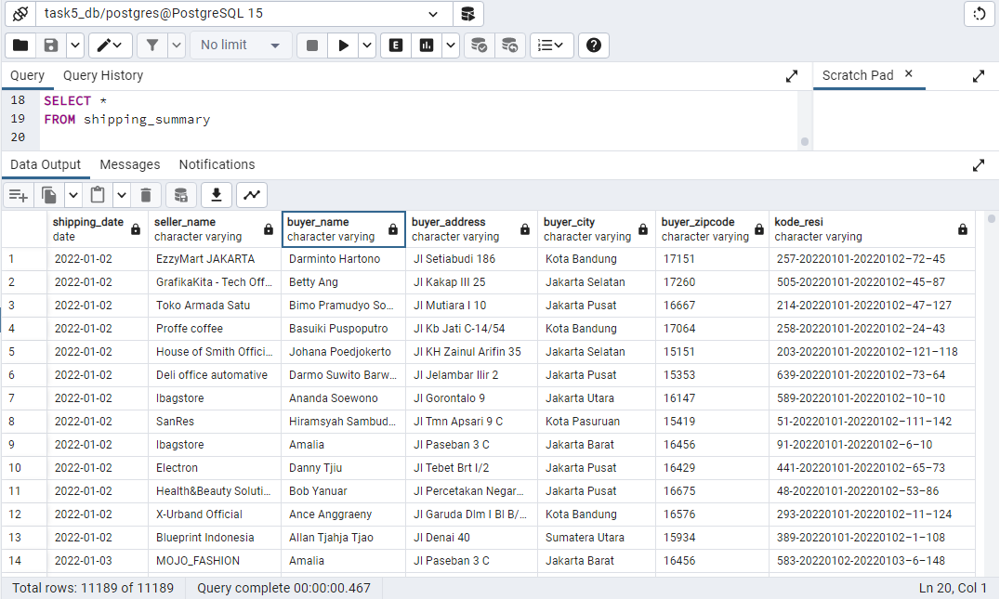 task5_db/postgres@PostgreSQL 15
No limit
E
Query Query History Scratch Pad
18 SELECT *
19 FROM shipping_summary
20
Data Output Messages Notifications
shipping_date seller_name buyer_name buyer_address buyer_city buyer_zipcode kode_resi
date character varying character varying character varying character varying character varying character varying
1 2022-01-02 EzzyMart JAKARTA Darminto Hartono Jl Setiabudi 186 Kota Bandung 17151 257-20220101-20220102–72–45
2 2022-01-02 GrafikaKita - Tech Off... Betty Ang Jl Kakap III 25 Jakarta Selatan 17260 505-20220101-20220102–45–87
3 2022-01-02 Toko Armada Satu Bimo Pramudyo So... Jl Mutiara I 10 Jakarta Pusat 16667 214-20220101-20220102–47–127
4 2022-01-02 Proffe coffee Basuiki Puspoputro Jl Kb Jati C-14/54 Kota Bandung 17064 258-20220101-20220102–24–43
5 2022-01-02 House of Smith Offici... Johana Poedjokerto Jl KH Zainul Arifin 35 Jakarta Selatan 15151 203-20220101-20220102–121–118
6 2022-01-02 Deli office automative Darmo Suwito Barw... Jl Jelambar Ilir 2 Jakarta Pusat 15353 639-20220101-20220102–73–64
7 2022-01-02 Ibagstore Ananda Soewono Jl Gorontalo 9 Jakarta Utara 16147 589-20220101-20220102–10–10
8 2022-01-02 SanRes Hiramsyah Sambud... Jl Tmn Apsari 9 C Kota Pasuruan 15419 51-20220101-20220102–111–142
9 2022-01-02 Ibagstore Amalia Jl Paseban 3 C Jakarta Barat 16456 91-20220101-20220102–6–10
10 2022-01-02 Electron Danny Tjiu Jl Tebet Brt I/2 Jakarta Pusat 16429 441-20220101-20220102–65–73
11 2022-01-02 Health&Beauty Soluti... Bob Yanuar Jl Percetakan Negar... Jakarta Pusat 16675 48-20220101-20220102–53–86
12 2022-01-02 X-Urband Official Ance Anggraeny Jl Garuda Dlm I Bl B/... Kota Bandung 16576 293-20220101-20220102–11–124
13 2022-01-02 Blueprint Indonesia Allan Tjahja Tjao Jl Denai 40 Sumatera Utara 15934 389-20220101-20220102–1–108
14 2022-01-03 MOJO_FASHION Amalia Jl Paseban 3 C Jakarta Barat 16456 583-20220102-20220103–6–148
Total rows: 11189 of 11189 Query complete 00:00:00.467 Ln 20, Col 1